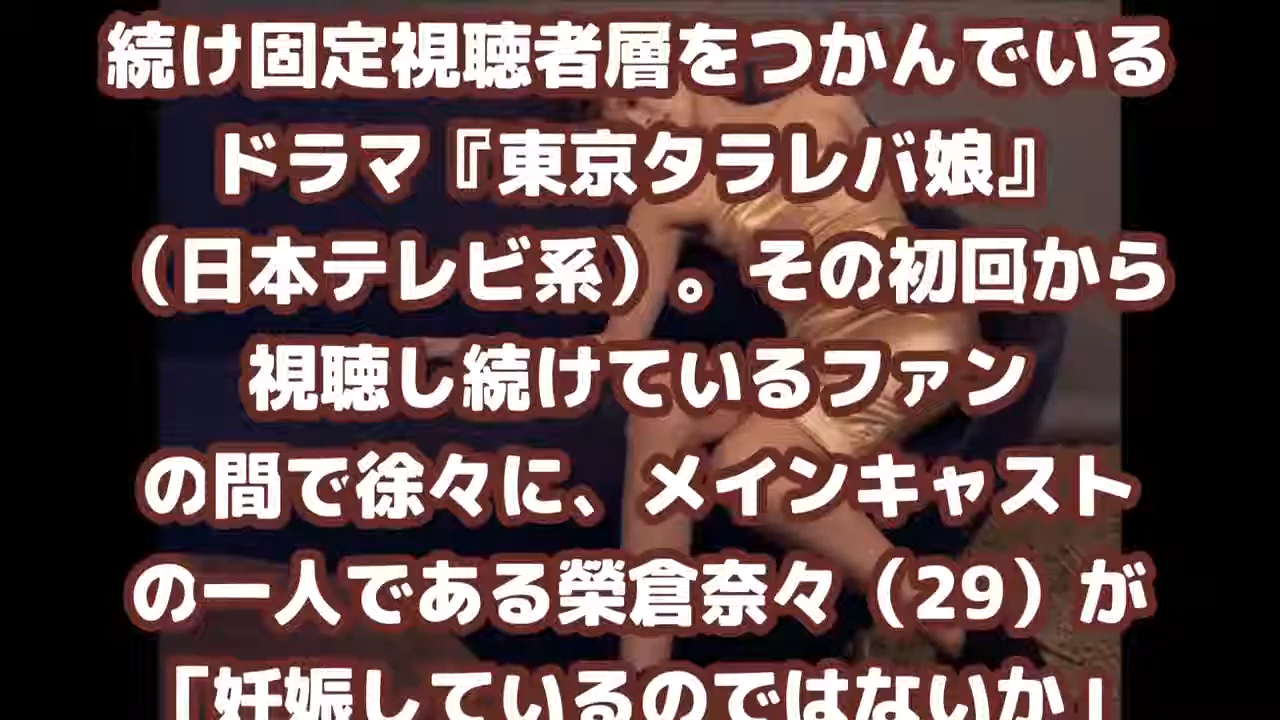 続け固定視聴者層をつかんでいる
ドラマ『東京タラレバ娘』
（日本テレビ系）。その初回から
視聴し続けているファン
の間で徐々に、メインキャスト
の一人である榮倉奈々（29）が
「妊娠しているのではないか」